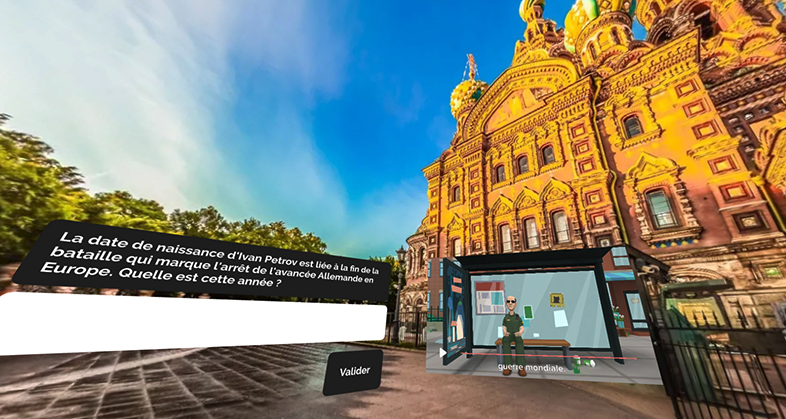 La date de naissance d'Ivan Petrov est liée à la fin de la
bataille qui marque l'arrêt de l'avancée Allemande en
Europe. Quelle est cette année ?
Valider
guerre mondiale.